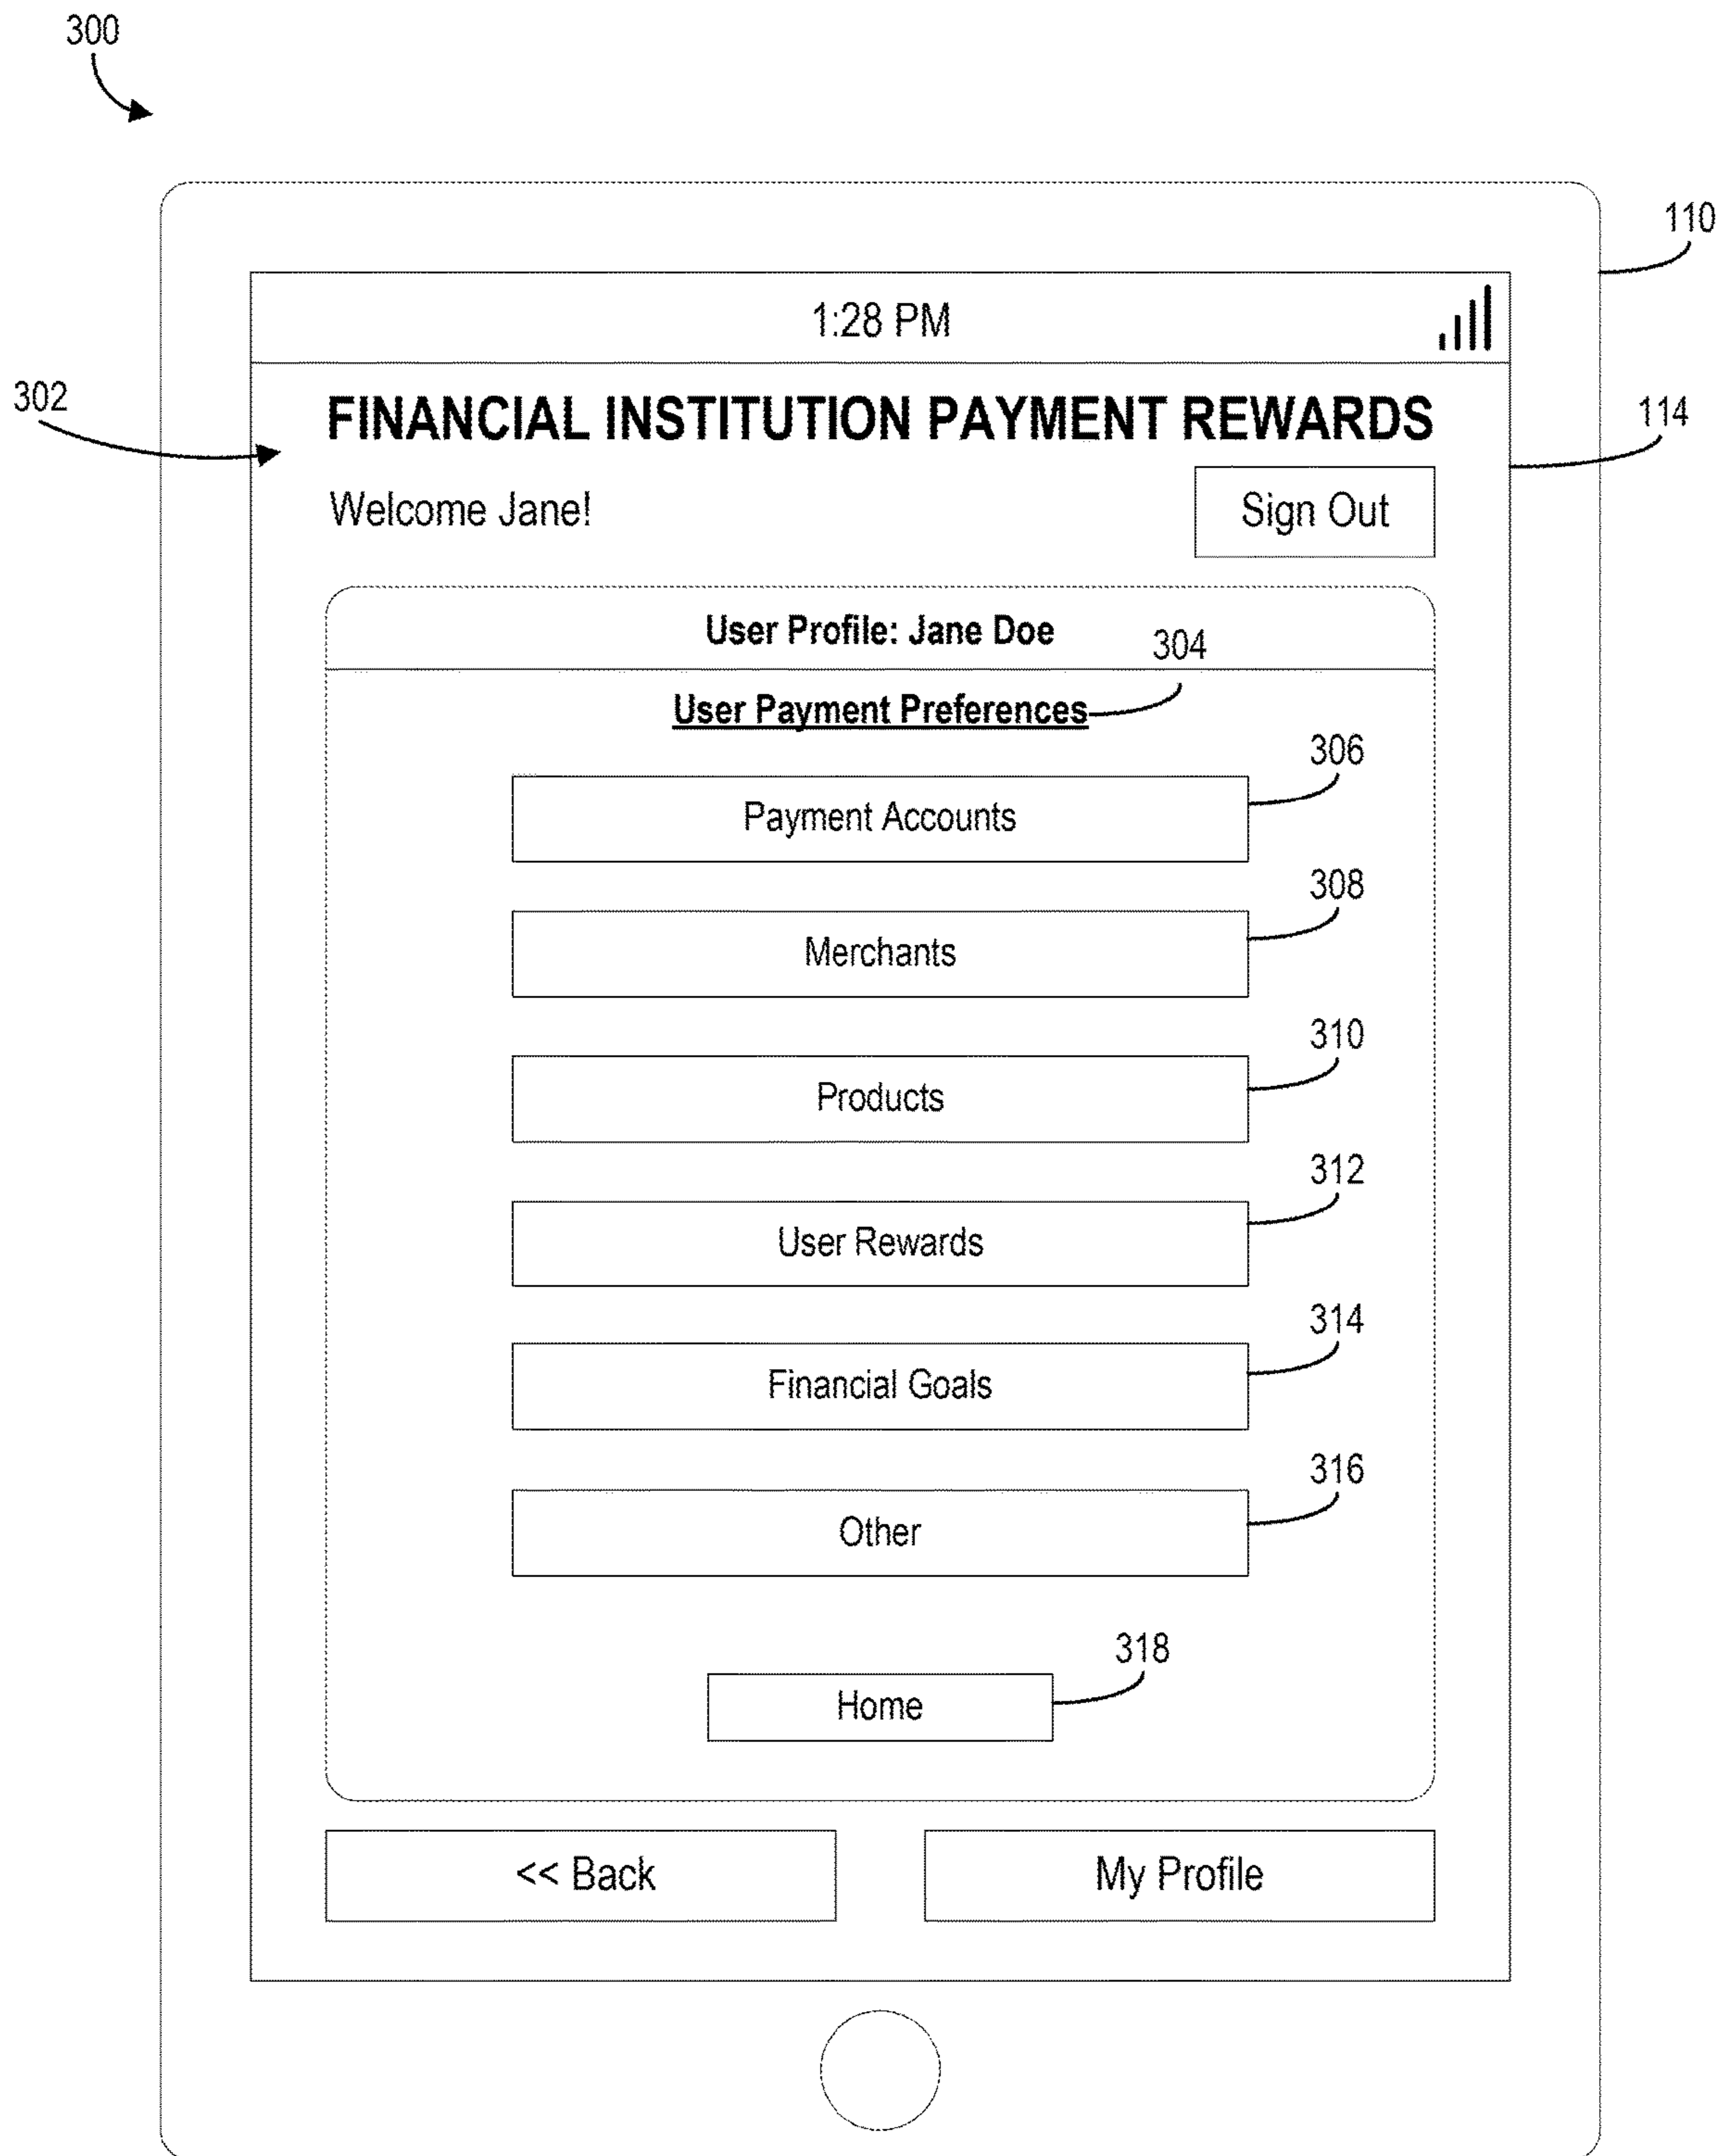 300
110
1:28 PM
302
FINANCIAL INSTITUTION PAYMENT REWARDS
114
Welcome Jane!
Sign Out
User Profile: Jane Doe
304
User Payment Preferences
306
Payment Accounts
308
Merchants
310
Products
312
User Rewards
314
Financial Goals
316
Other
318
Home
<< Back
My Profile